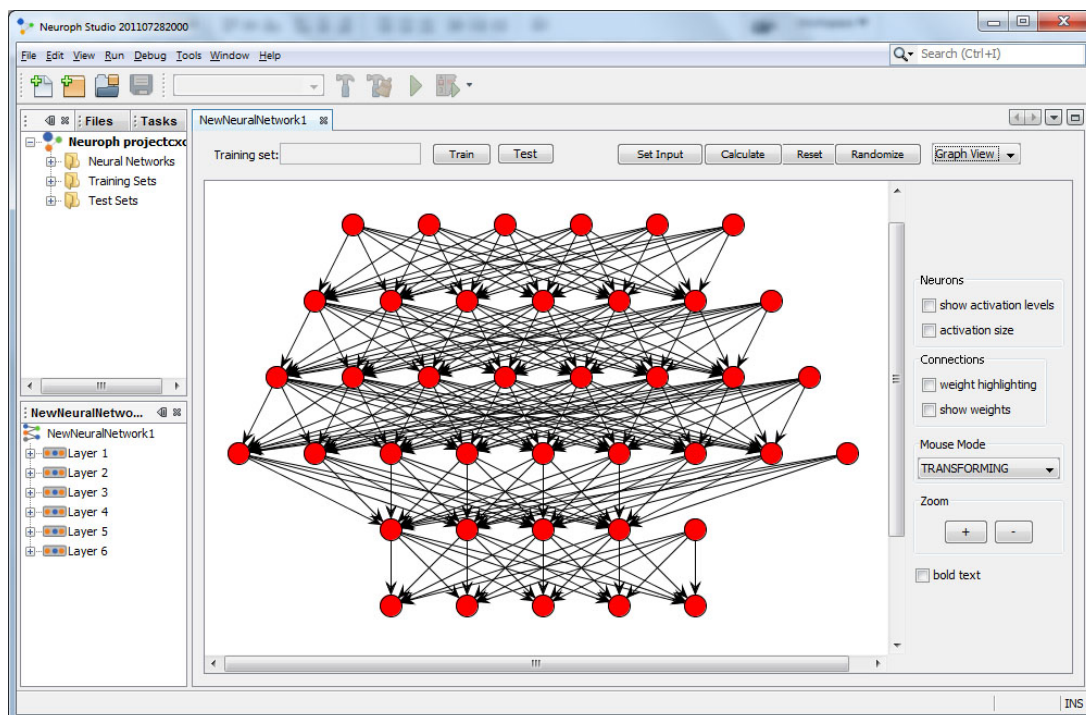 Neuroph Studio 201107282000
File Edit View Run Debug Tools Window Help
Search (Ctrl+I)
Files Tasks
NewNeuralNetwork1
Neuroph projectcxc
Neural Networks
Training Sets
Test Sets
Training set: Train Test Set Input Calculate Reset Randomize Graph View
Neurons
show activation levels
activation size
Connections
weight highlighting
show weights
Mouse Mode
TRANSFORMING
Zoom
+ -
bold text
NewNeuralNetwo...
NewNeuralNetwork1
Layer 1
Layer 2
Layer 3
Layer 4
Layer 5
Layer 6
INS